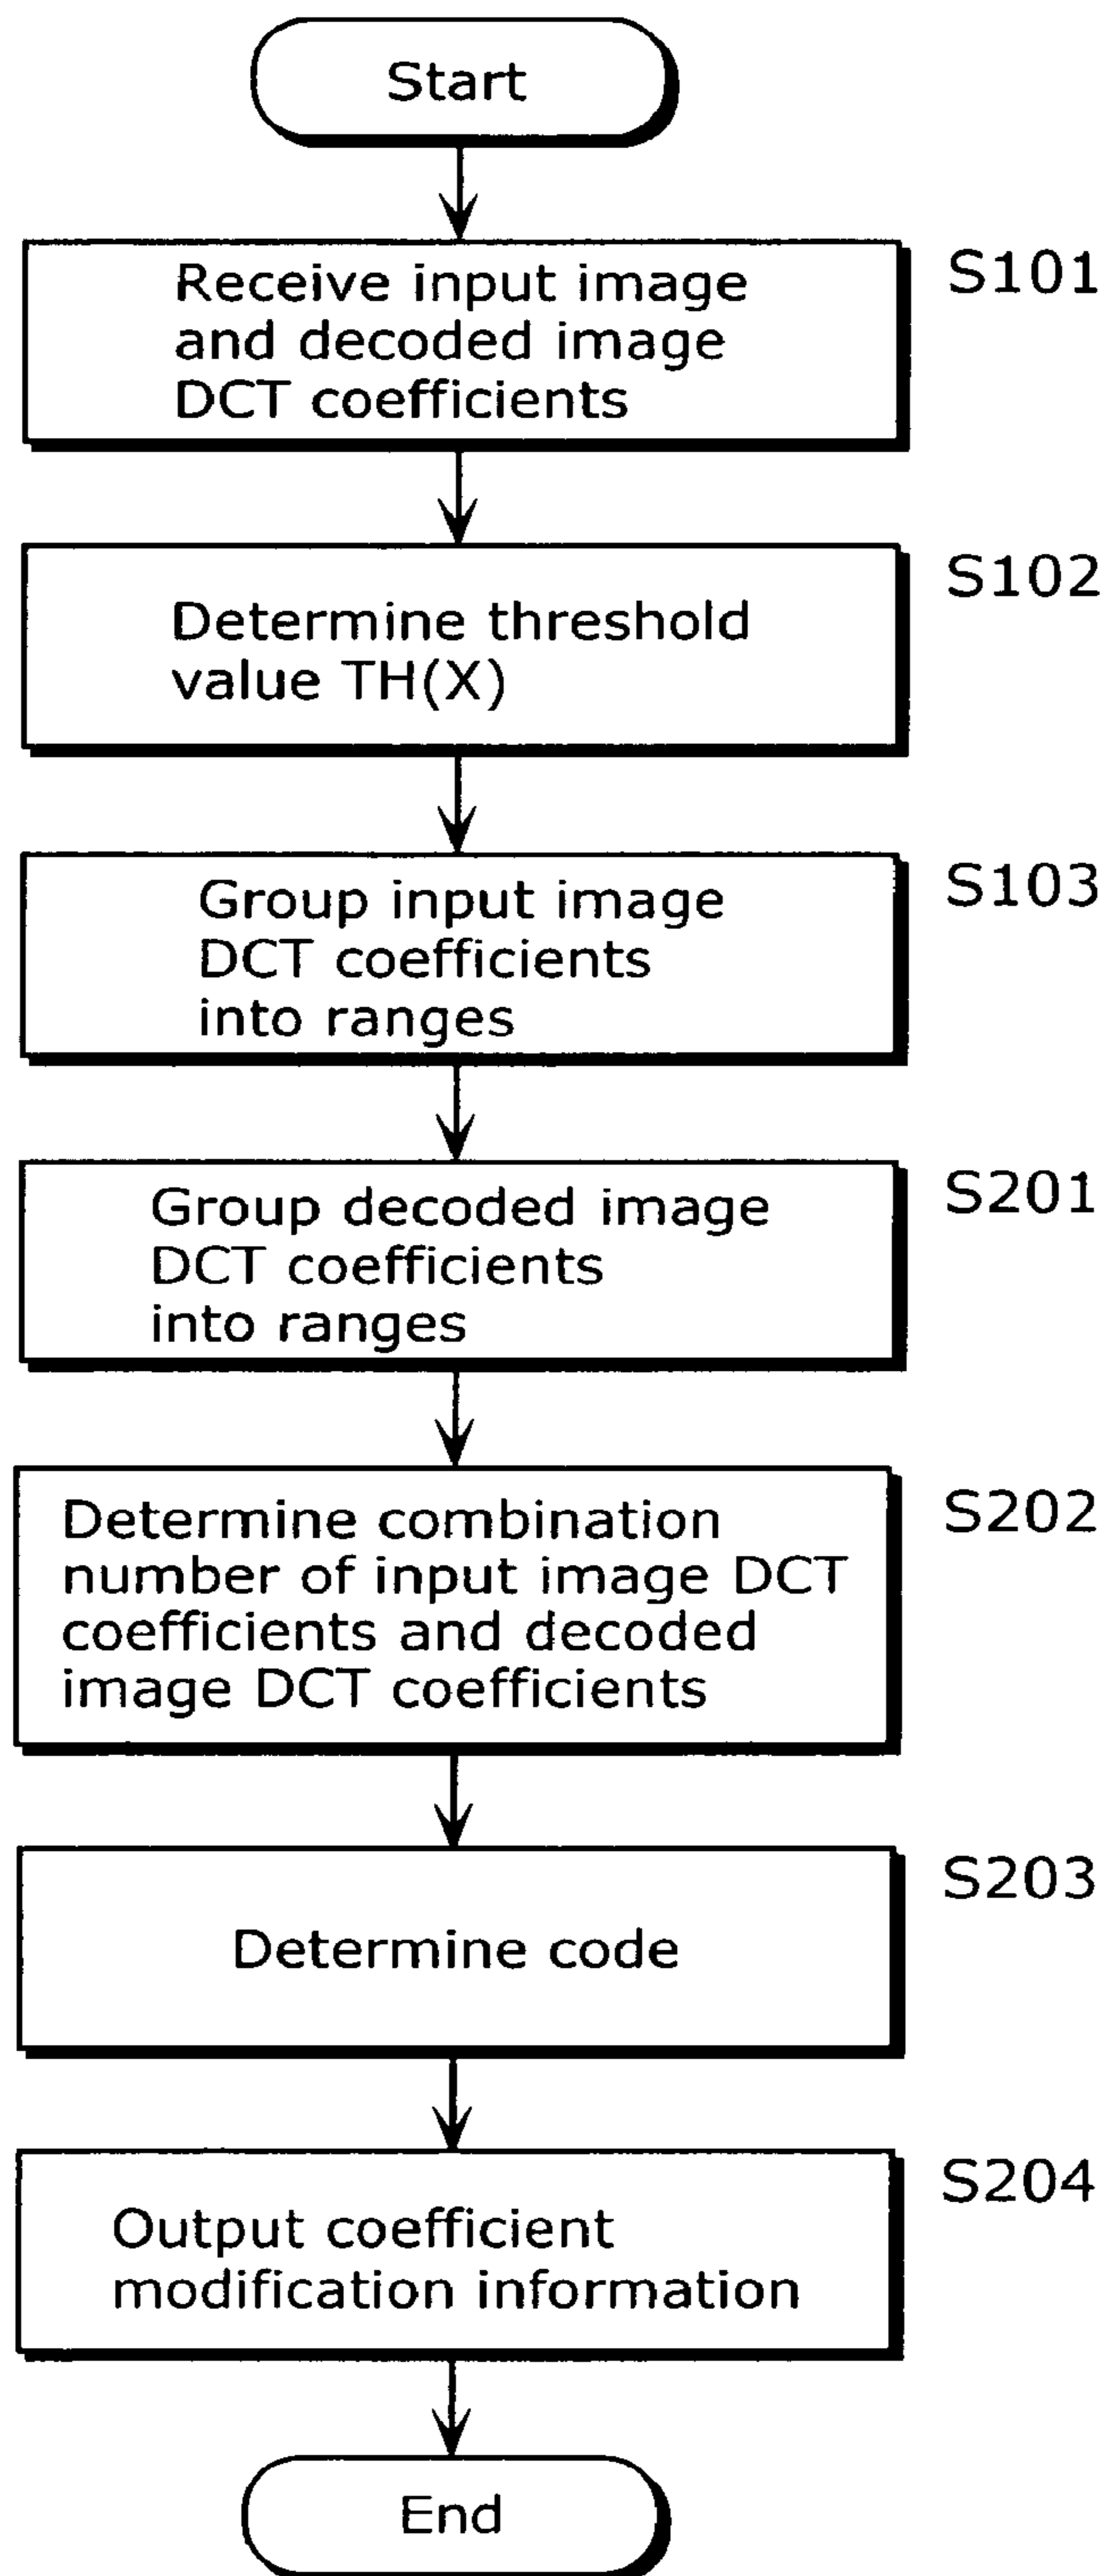 Start
Receive input image
and decoded image
DCT coefficients
S101
Determine threshold
value TH(X)
S102
Group input image
DCT coefficients
into ranges
S103
Group decoded image
DCT coefficients
into ranges
S201
Determine combination
number of input image DCT
coefficients and decoded
image DCT coefficients
S202
Determine code
S203
Output coefficient
modification information
S204
End